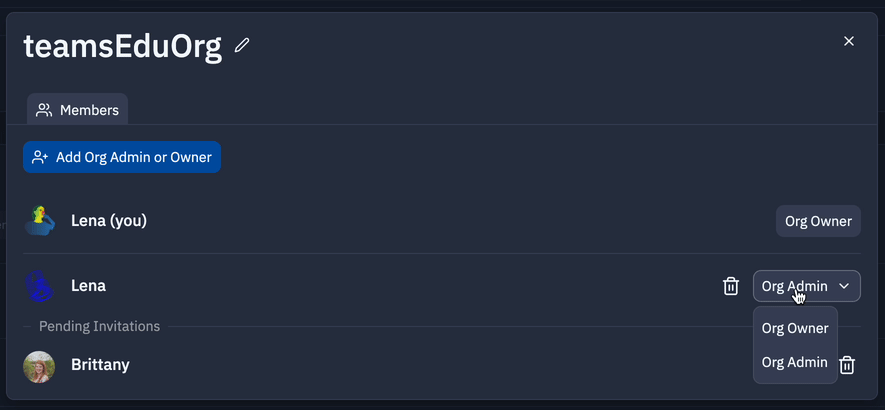 teamsEduOrg
Members
Add Org Admin or Owner
Lena (you)
Org Owner
Lena
Org Admin
Pending Invitations
Org Owner
Brittany
Org Admin